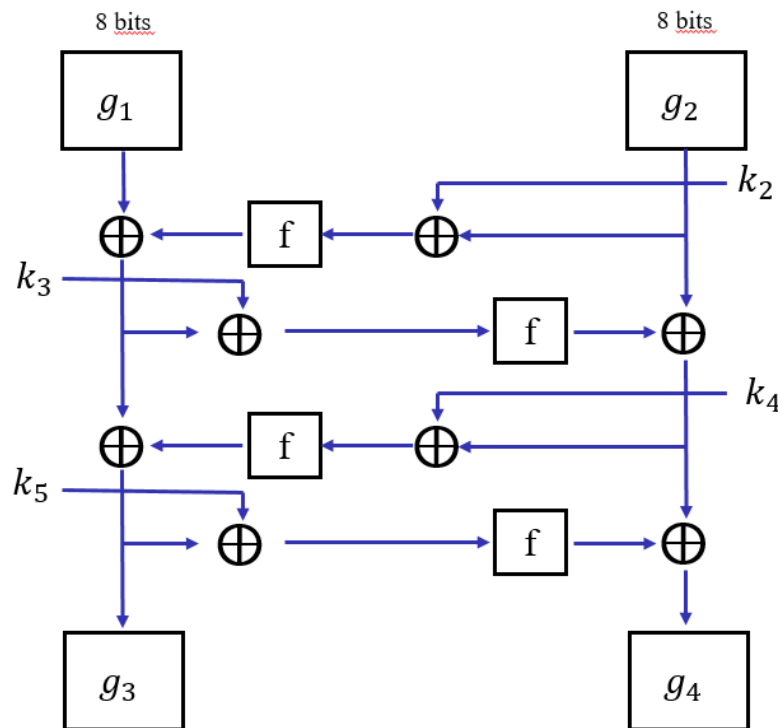 8 bits 8 bits
g₁ g₂
k₂
f
k₃
f
k₄
f
k₅
f
g₃ g₄